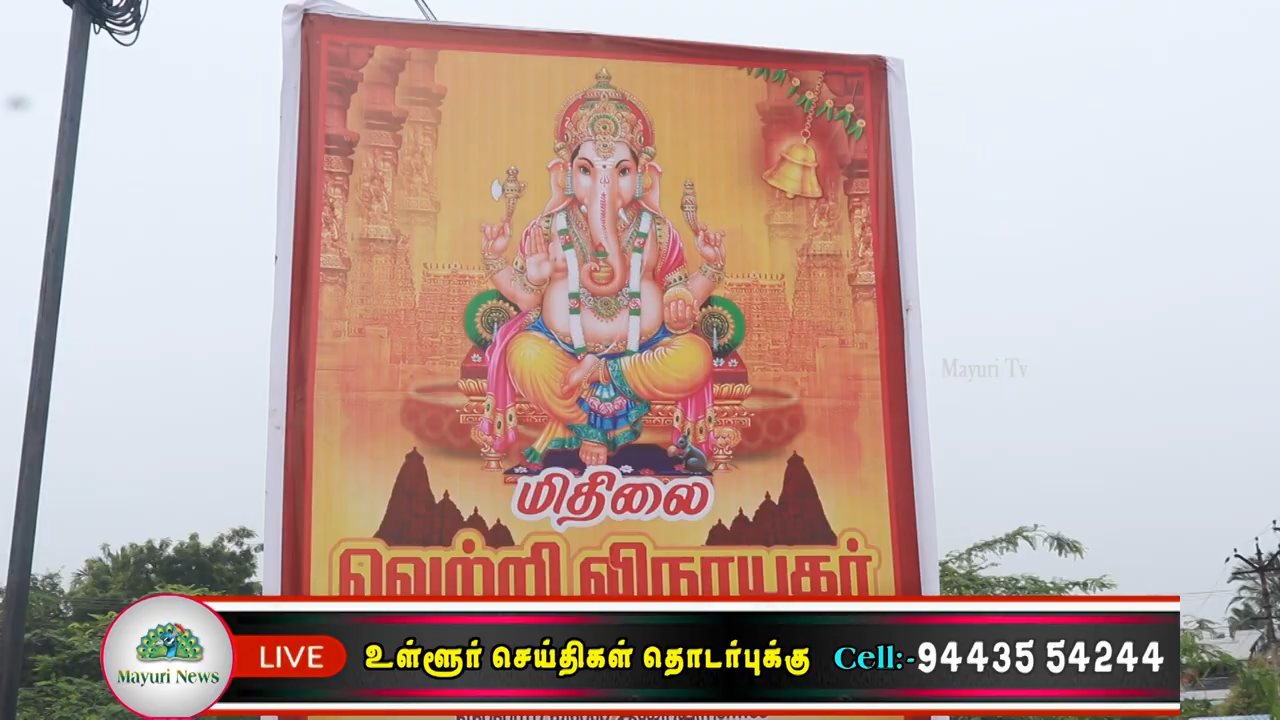 மிதிலை
வெற்றி விநாயகர்
Mayuri Tv
Mayuri News
LIVE
உள்ளூர் செய்திகள் தொடர்புக்கு Cell:-94435 54244